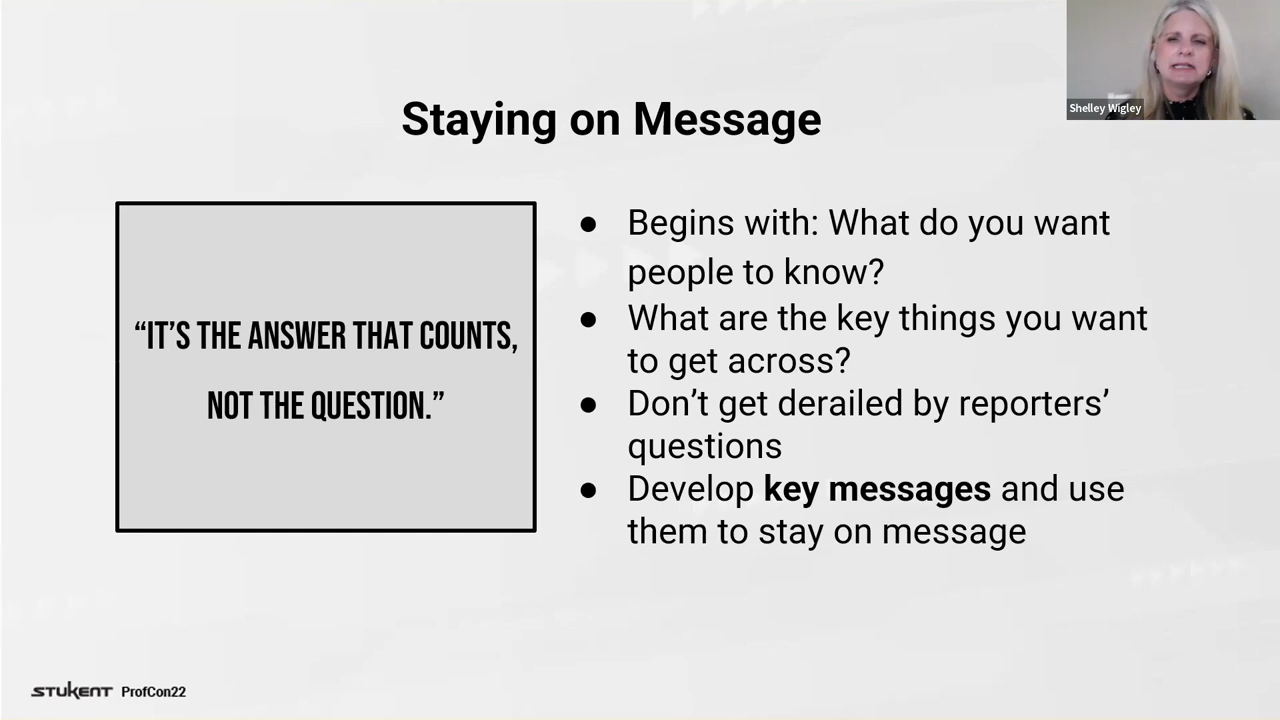 Shelley Wigley
Staying on Message
“IT’S THE ANSWER THAT COUNTS,
NOT THE QUESTION.”
● Begins with: What do you want
people to know?
● What are the key things you want
to get across?
● Don’t get derailed by reporters’
questions
● Develop key messages and use
them to stay on message
STUKENT ProfCon22